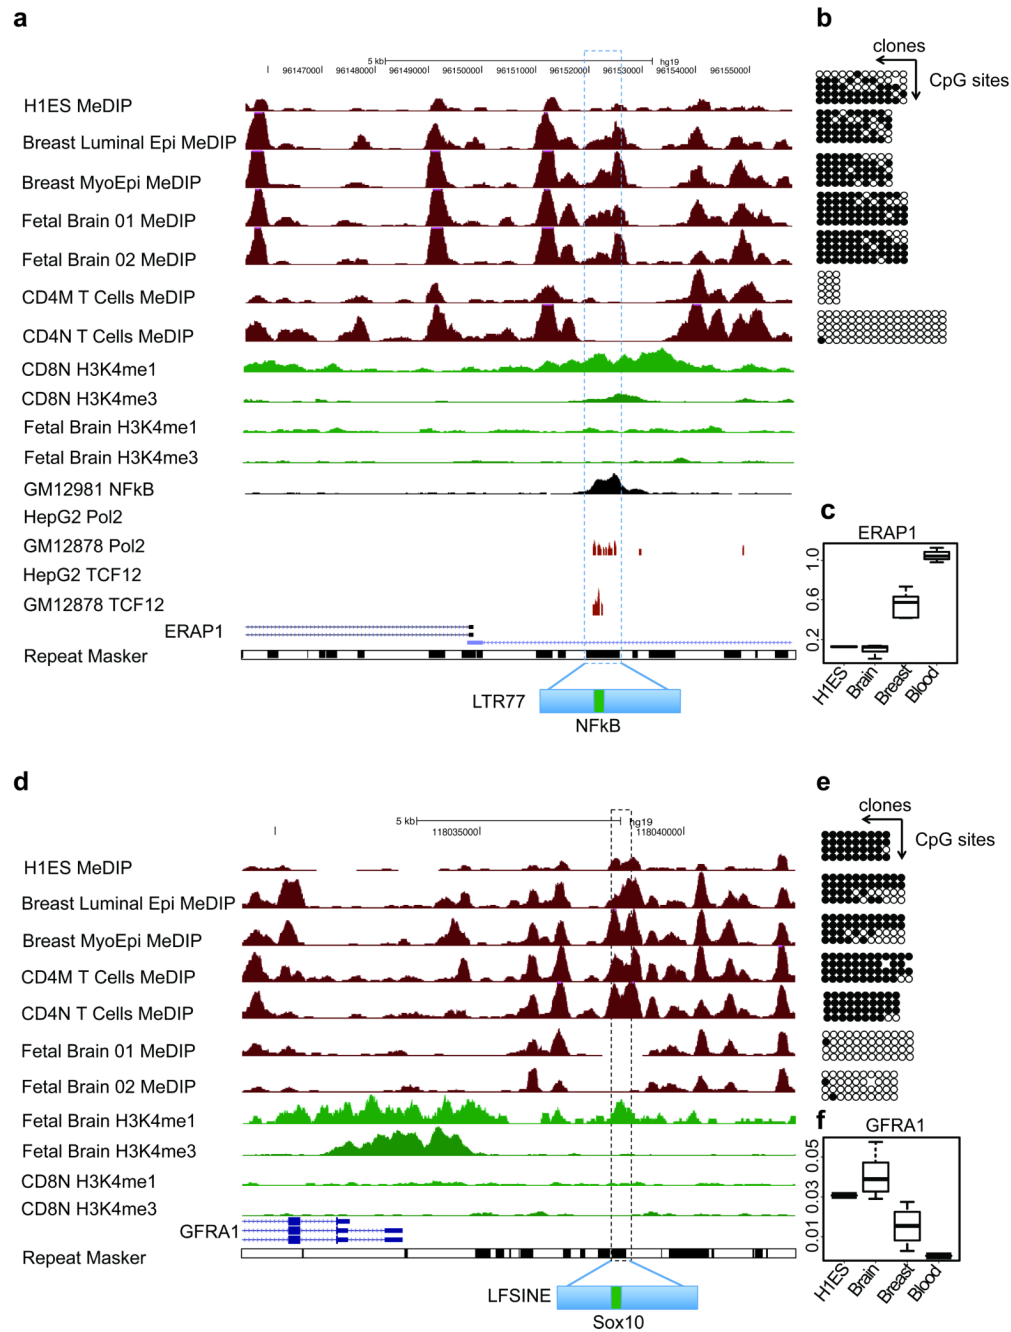 a
5 kb hg19
96147000 96148000 96149000 96150000 96151000 96152000 96153000 96154000 96155000
H1ES MeDIP
Breast Luminal Epi MeDIP
Breast MyoEpi MeDIP
Fetal Brain 01 MeDIP
Fetal Brain 02 MeDIP
CD4M T Cells MeDIP
CD4N T Cells MeDIP
CD8N H3K4me1
CD8N H3K4me3
Fetal Brain H3K4me1
Fetal Brain H3K4me3
GM12981 NFkB
HepG2 Pol2
GM12878 Pol2
HepG2 TCF12
GM12878 TCF12
ERAP1
Repeat Masker
LTR77
NFkB
b
clones
CpG sites
c
ERAP1
1.0
0.6
0.2
H1ES
Brain
Breast
Blood
d
5 kb hg19
118035000 118040000
H1ES MeDIP
Breast Luminal Epi MeDIP
Breast MyoEpi MeDIP
CD4M T Cells MeDIP
CD4N T Cells MeDIP
Fetal Brain 01 MeDIP
Fetal Brain 02 MeDIP
Fetal Brain H3K4me1
Fetal Brain H3K4me3
CD8N H3K4me1
CD8N H3K4me3
GFRA1
Repeat Masker
LFSINE
Sox10
e
clones
CpG sites
f
GFRA1
0.05
0.03
0.01
H1ES
Brain
Breast
Blood